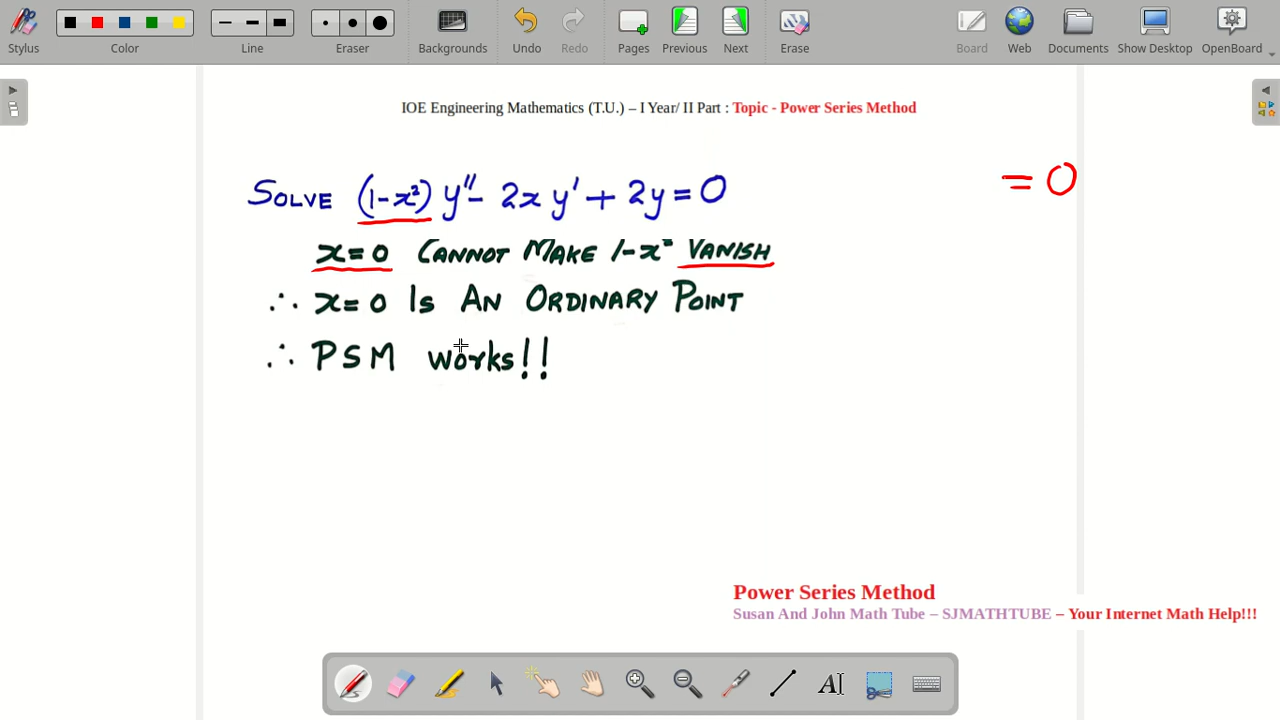 Stylus Color Line Eraser Backgrounds Undo Redo Pages Previous Next Erase Board Web Documents Show Desktop OpenBoard
IOE Engineering Mathematics (T.U.) – I Year/ II Part : Topic - Power Series Method
= 0
SOLVE (1-x²) y'' - 2x y' + 2y = 0
x=0 CANNOT MAKE 1-x² VANISH
∴ x=0 Is AN ORDINARY POINT
∴ PSM works!!
Power Series Method
Susan And John Math Tube – SJMATHTUBE – Your Internet Math Help!!!
AI